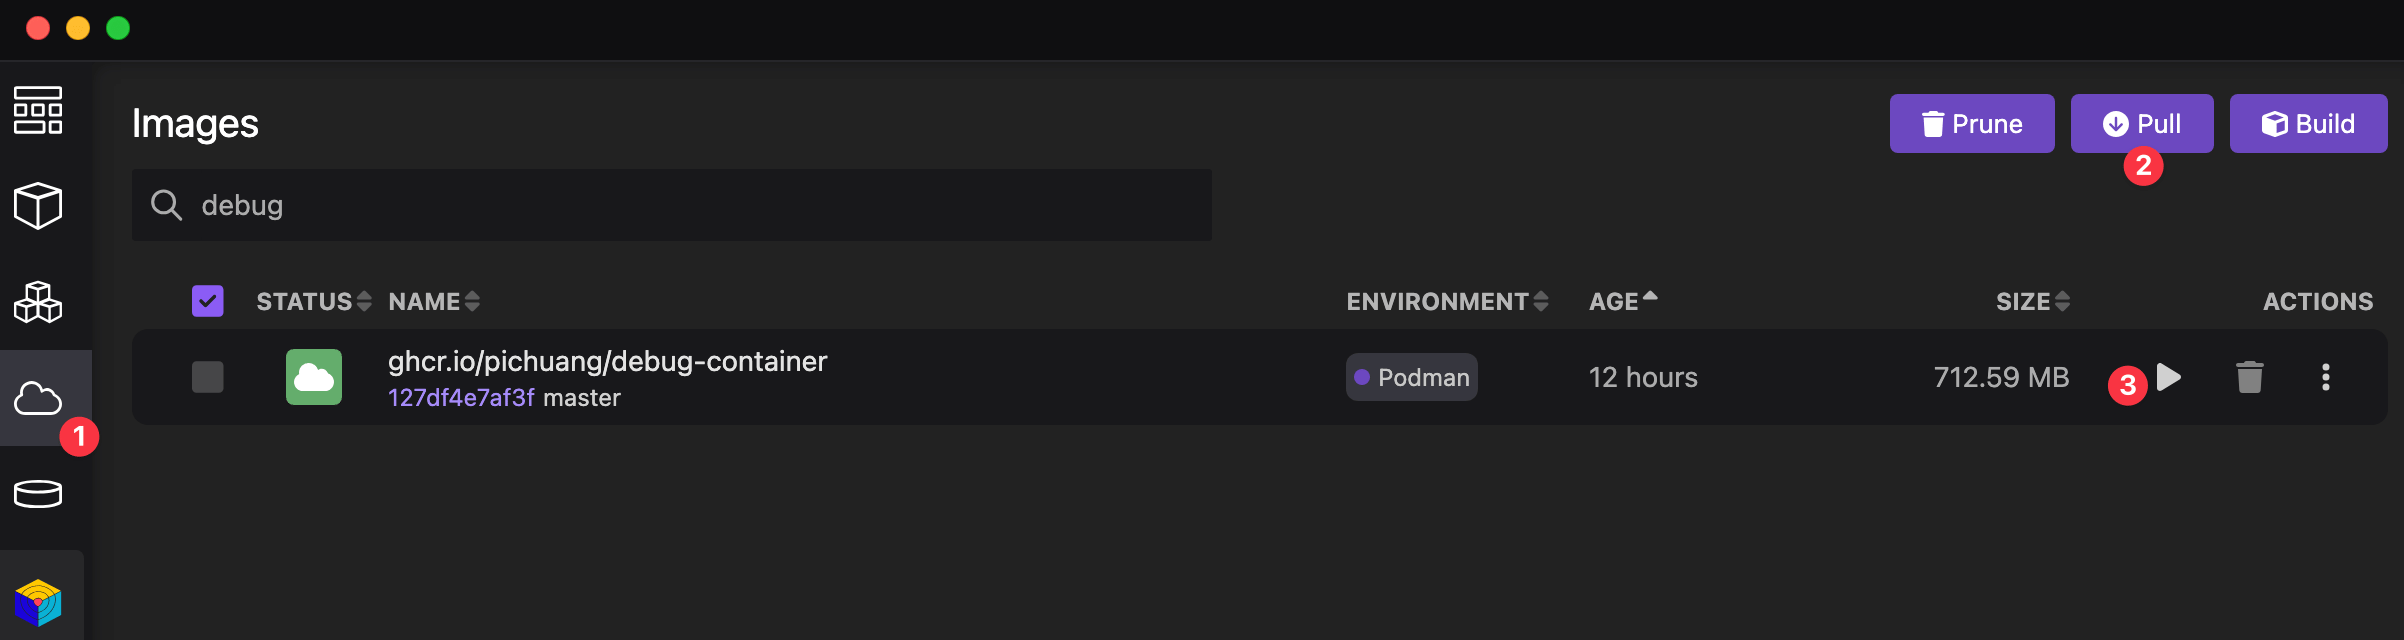 Images
Prune
Pull
Build
2
debug
STATUS NAME ENVIRONMENT AGE SIZE ACTIONS
ghcr.io/pichuang/debug-container
127df4e7af3f master
Podman
12 hours
712.59 MB
3
1